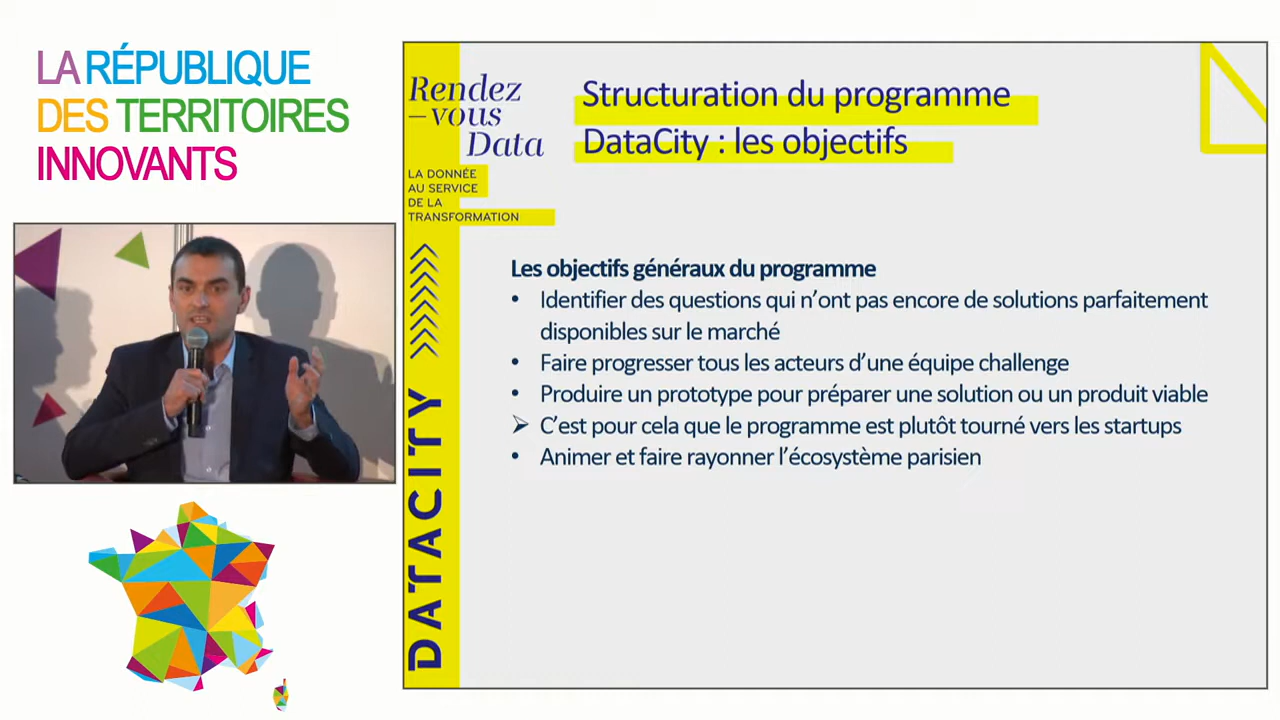 LA RÉPUBLIQUE
DES TERRITOIRES
INNOVANTS
Rendez
–vous
Data
LA DONNÉE
AU SERVICE
DE LA
TRANSFORMATION
DATACITY
Structuration du programme
DataCity : les objectifs
Les objectifs généraux du programme
• Identifier des questions qui n’ont pas encore de solutions parfaitement
disponibles sur le marché
• Faire progresser tous les acteurs d’une équipe challenge
• Produire un prototype pour préparer une solution ou un produit viable
➢ C’est pour cela que le programme est plutôt tourné vers les startups
• Animer et faire rayonner l’écosystème parisien